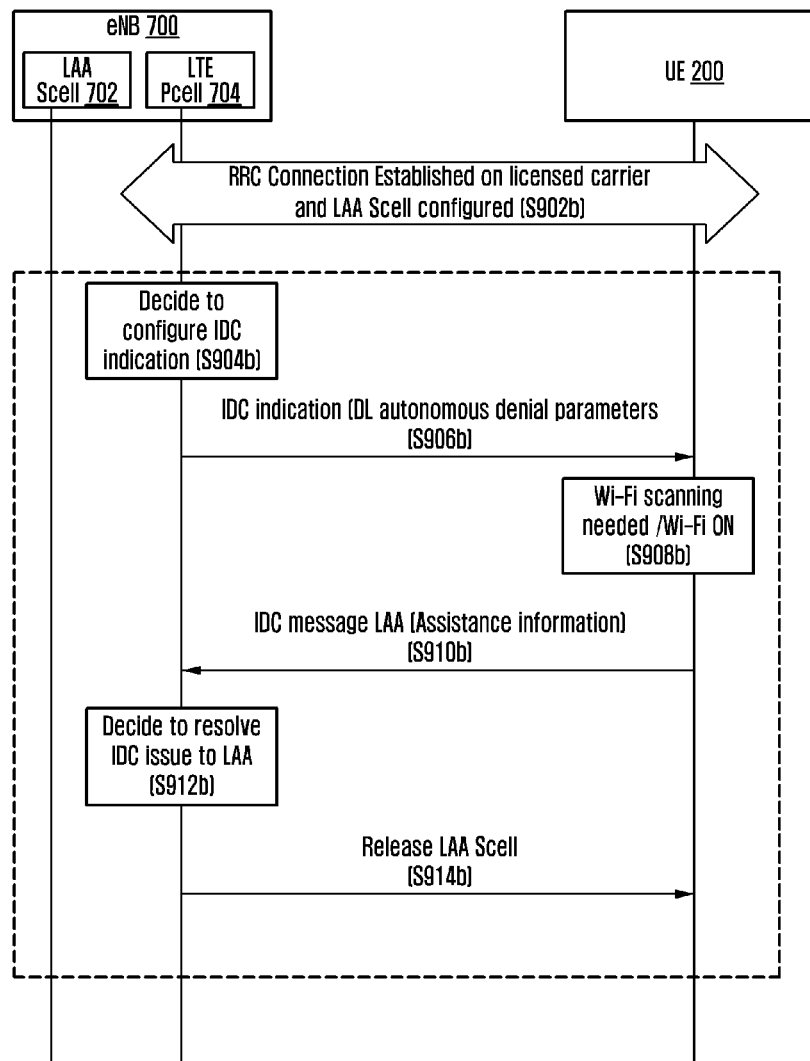 eNB 700
LAA
Scell 702
LTE
Pcell 704
UE 200
RRC Connection Established on licensed carrier
and LAA Scell configured (S902b)
Decide to
configure IDC
indication (S904b)
IDC indication (DL autonomous denial parameters
(S906b)
Wi-Fi scanning
needed /Wi-Fi ON
(S908b)
IDC message LAA (Assistance information)
(S910b)
Decide to resolve
IDC issue to LAA
(S912b)
Release LAA Scell
(S914b)